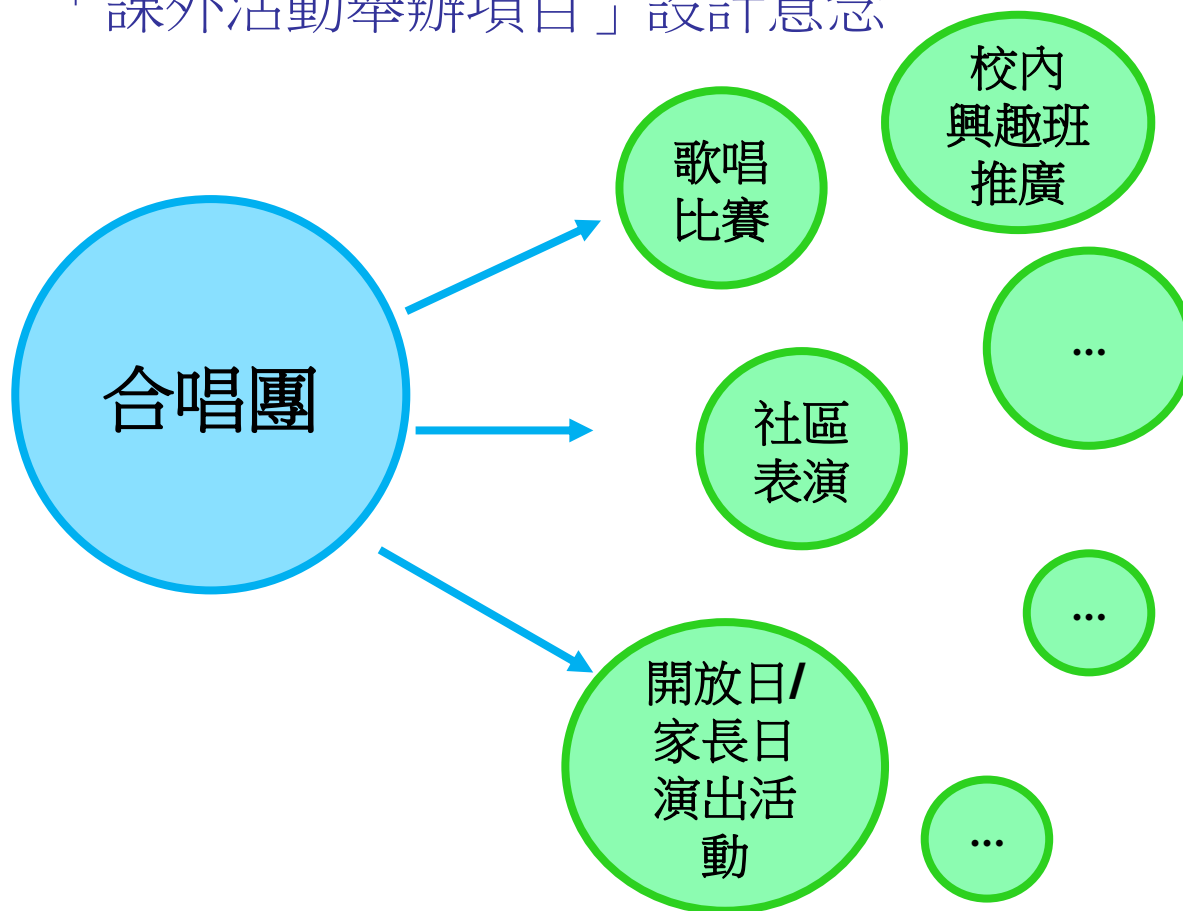 「課外活動舉辦項目」設計意念
校內
興趣班
推廣
歌唱
比賽
...
合唱團
社區
表演
...
開放日/
家長日
演出活
動
...